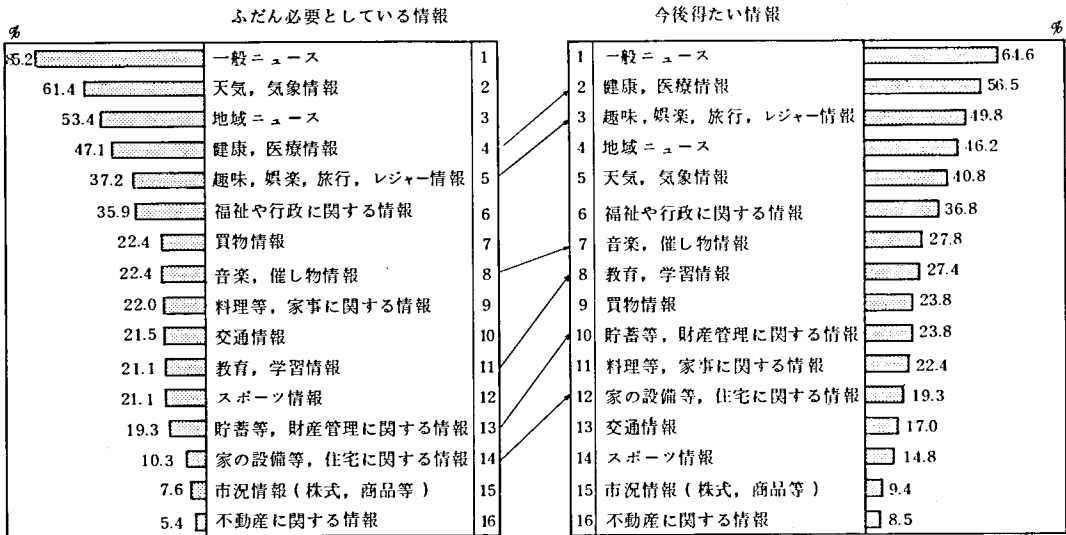 ふだん必要としている情報
今後得たい情報
%
%
85.2 一般ニュース 1
61.4 天気，気象情報 2
53.4 地域ニュース 3
47.1 健康，医療情報 4
37.2 趣味，娯楽，旅行，レジャー情報 5
35.9 福祉や行政に関する情報 6
22.4 買物情報 7
22.4 音楽，催し物情報 8
22.0 料理等，家事に関する情報 9
21.5 交通情報 10
21.1 教育，学習情報 11
21.1 スポーツ情報 12
19.3 貯蓄等，財産管理に関する情報 13
10.3 家の設備等，住宅に関する情報 14
7.6 市況情報（株式，商品等） 15
5.4 不動産に関する情報 16
1 一般ニュース 64.6
2 健康，医療情報 56.5
3 趣味，娯楽，旅行，レジャー情報 49.8
4 地域ニュース 46.2
5 天気，気象情報 40.8
6 福祉や行政に関する情報 36.8
7 音楽，催し物情報 27.8
8 教育，学習情報 27.4
9 買物情報 23.8
10 貯蓄等，財産管理に関する情報 23.8
11 料理等，家事に関する情報 22.4
12 家の設備等，住宅に関する情報 19.3
13 交通情報 17.0
14 スポーツ情報 14.8
15 市況情報（株式，商品等） 9.4
16 不動産に関する情報 8.5